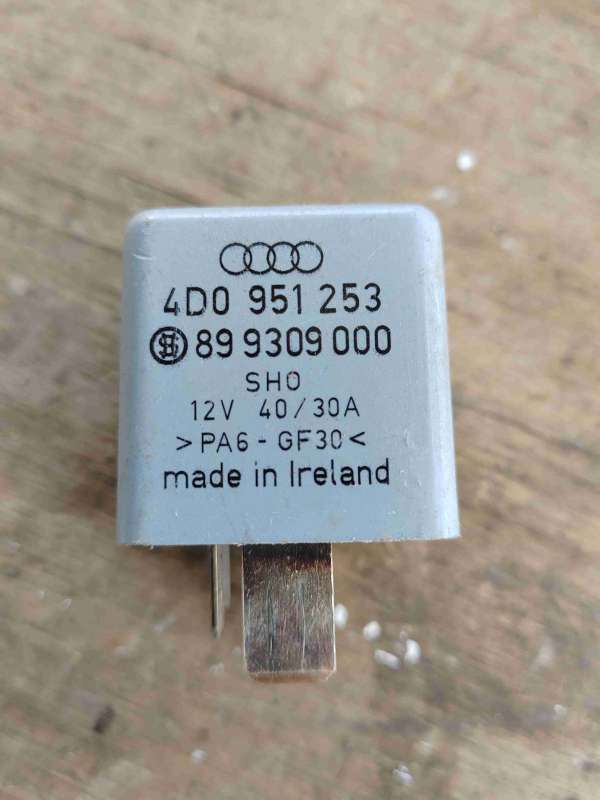 4D0 951 253
89 9309 000
SHO
12V 40/30A
>PA6-GF30<
made in Ireland